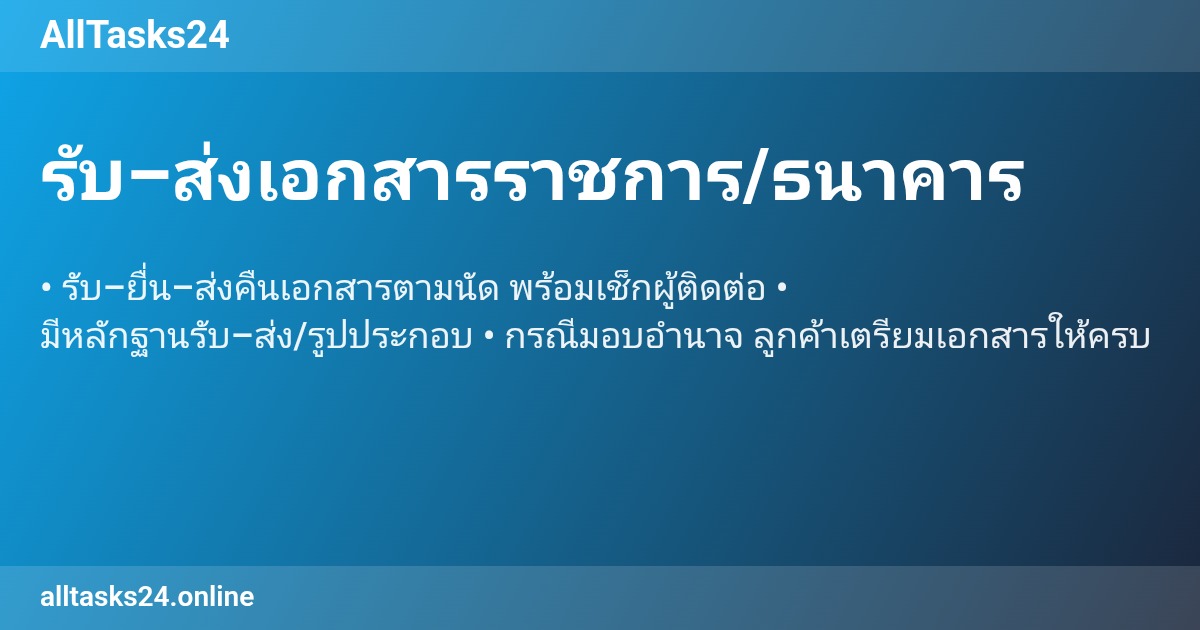 AllTasks24
รับ–ส่งเอกสารราชการ/ธนาคาร
• รับ–ยื่น–ส่งคืนเอกสารตามนัด พร้อมเช็กผู้ติดต่อ •
มีหลักฐานรับ–ส่ง/รูปประกอบ • กรณีมอบอำนาจ ลูกค้าเตรียมเอกสารให้ครบ
alltasks24.online